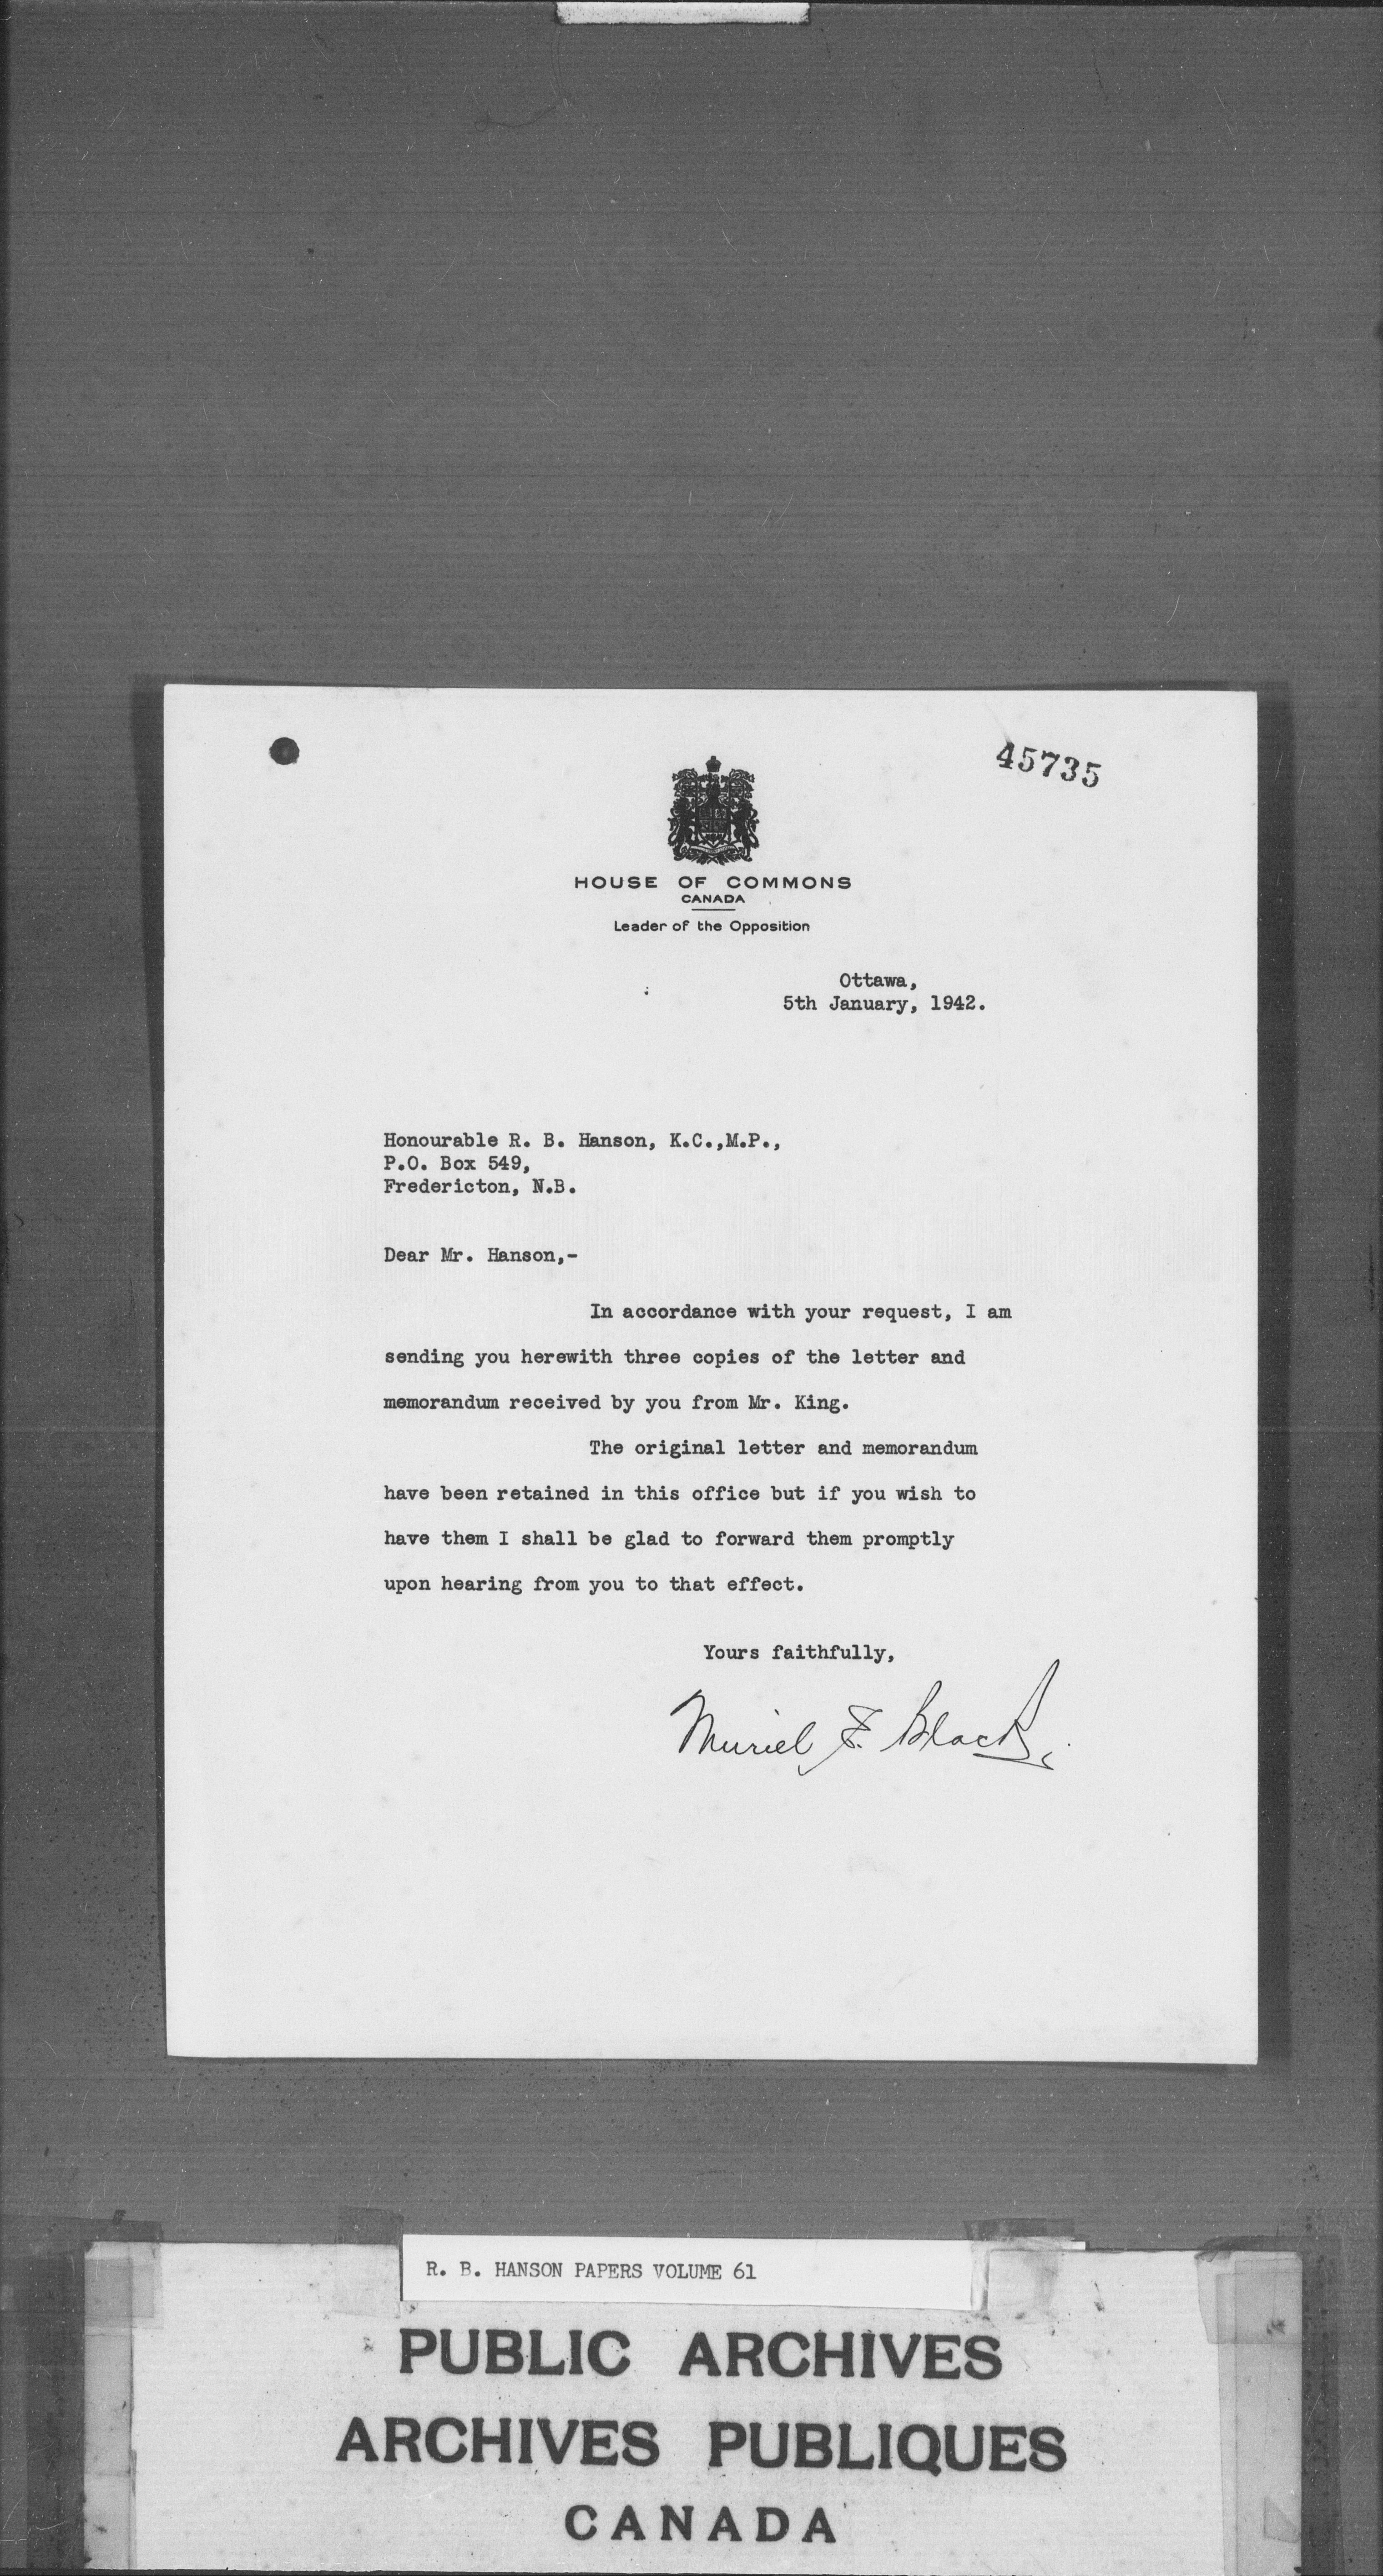 45735
HOUSE OF COMMONS
CANADA
Leader of the Opposition
Ottawa,
5th January, 1942.
Honourable R. B. Hanson, K.C.,M.P.,
P.O. Box 549,
Fredericton, N.B.
Dear Mr. Hanson,-
In accordance with your request, I am
sending you herewith three copies of the letter and
memorandum received by you from Mr. King.
The original letter and memorandum
have been retained in this office but if you wish to
have them I shall be glad to forward them promptly
upon hearing from you to that effect.
Yours faithfully,
Muriel F. Black.
R. B. HANSON PAPERS VOLUME 61
PUBLIC ARCHIVES
ARCHIVES PUBLIQUES
CANADA